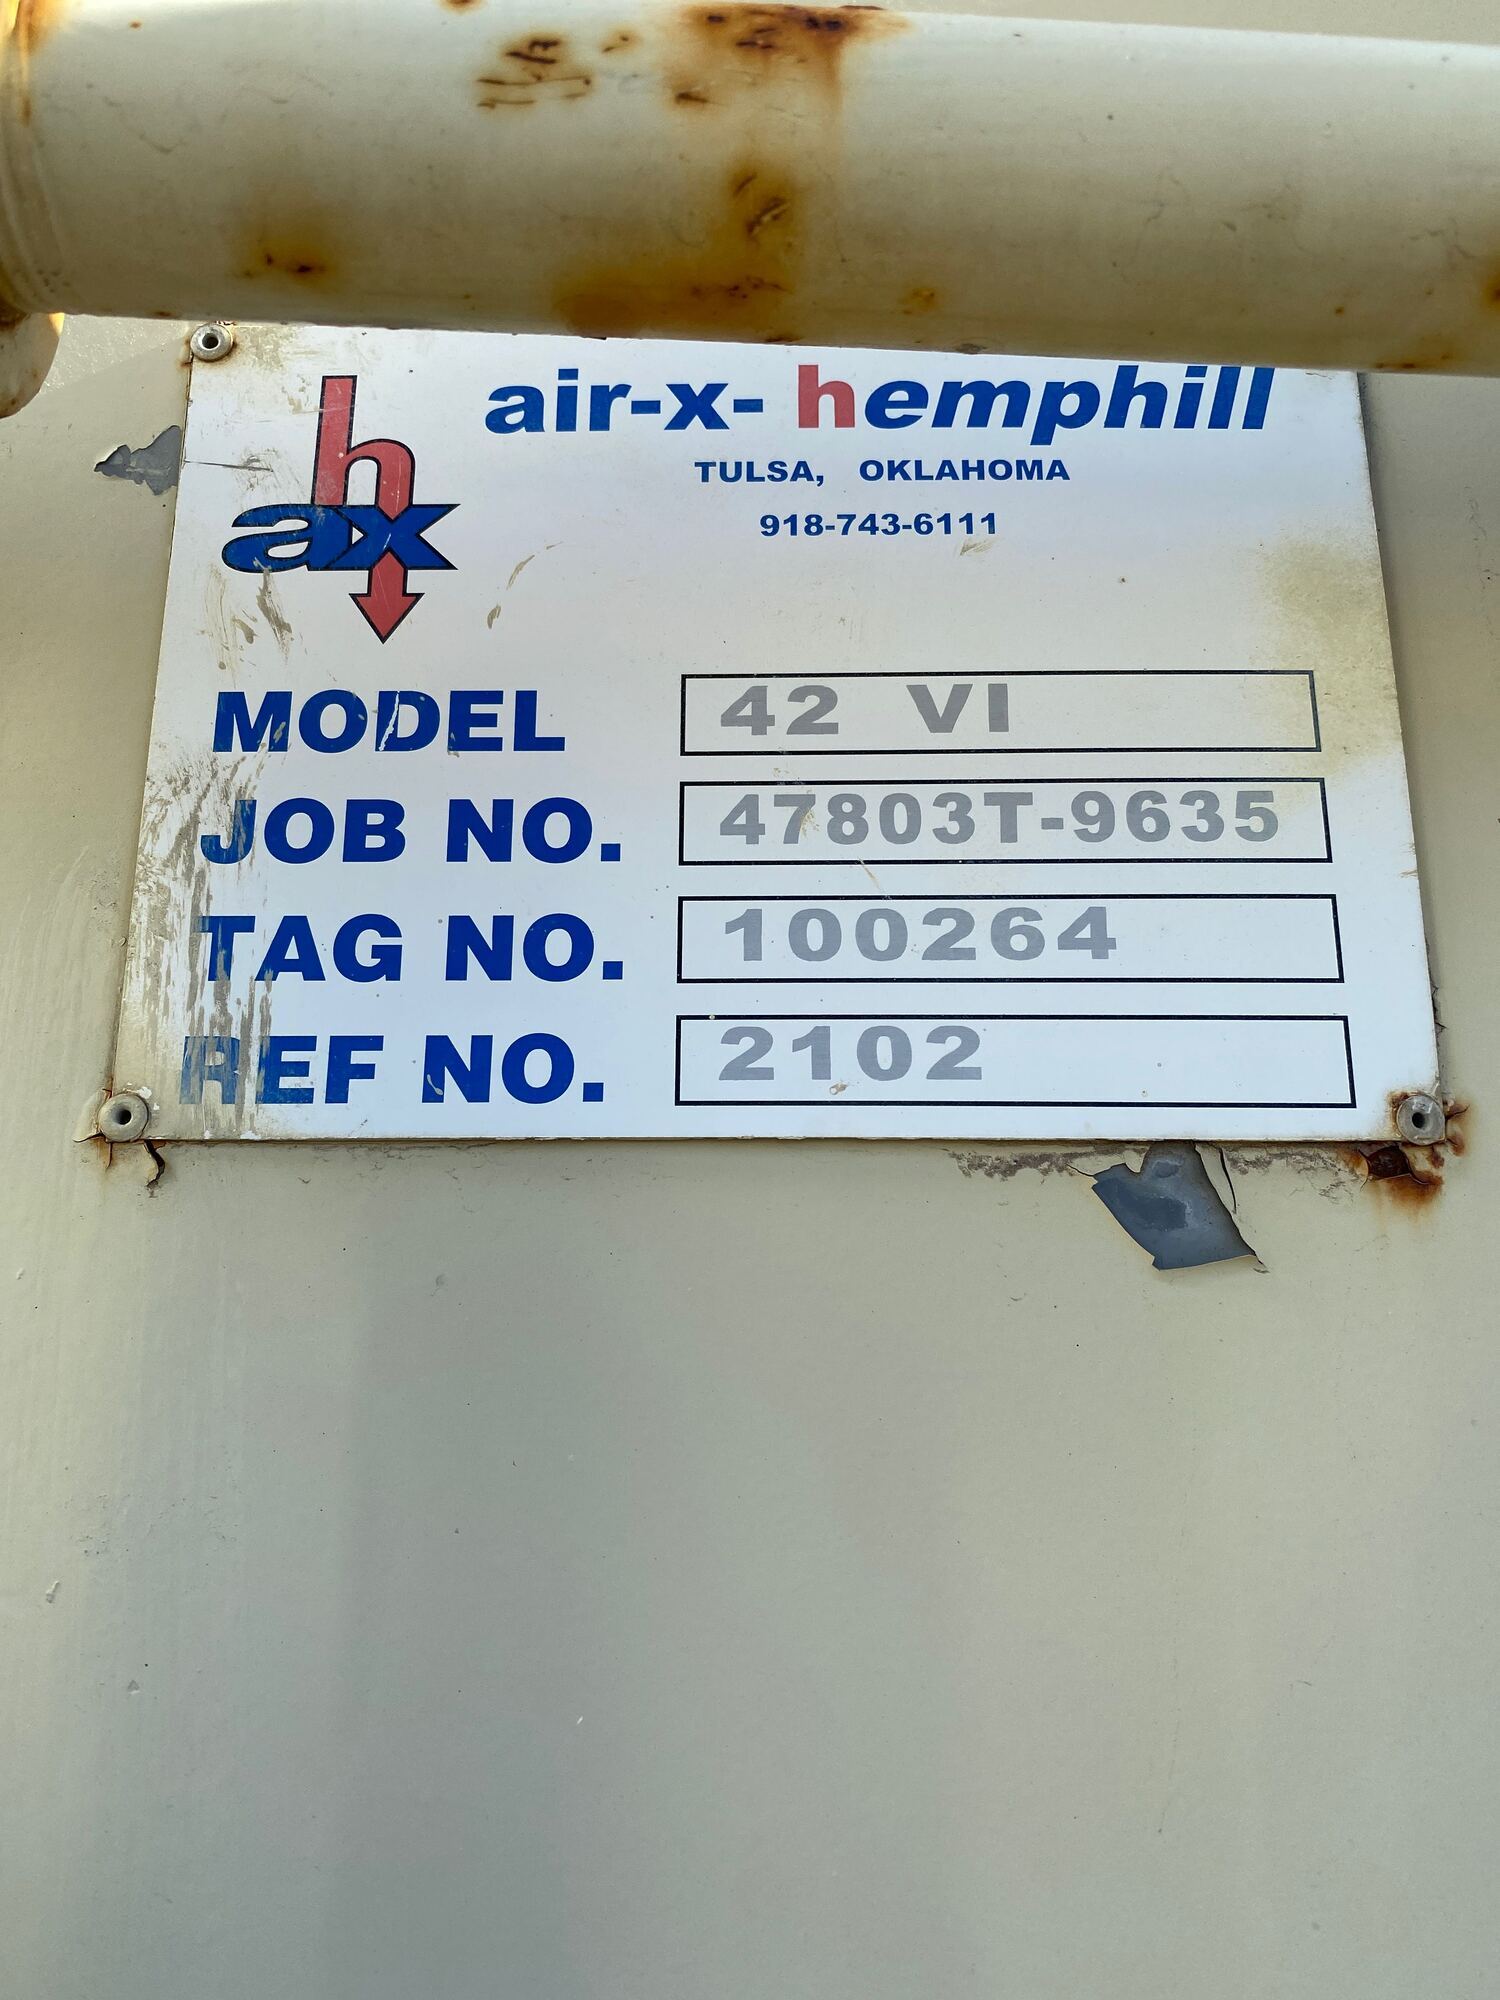 h
ax
air-x- hemphill
TULSA, OKLAHOMA
918-743-6111
MODEL 42 VI
JOB NO. 47803T-9635
TAG NO. 100264
REF NO. 2102